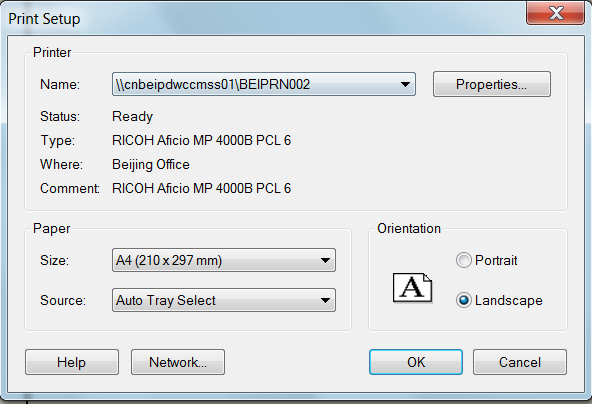 Print Setup
Printer
Name: \\cnbeipdwccmss01\BEIPRN002 Properties...
Status: Ready
Type: RICOH Aficio MP 4000B PCL 6
Where: Beijing Office
Comment: RICOH Aficio MP 4000B PCL 6
Paper
Size: A4 (210 x 297 mm)
Source: Auto Tray Select
Orientation
A
Portrait
Landscape
Help Network... OK Cancel